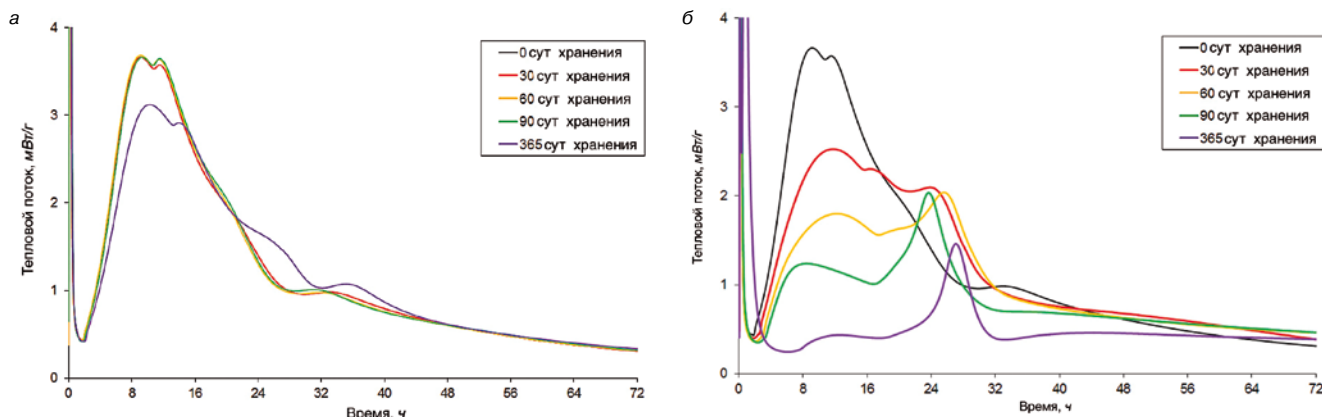 а
Тепловой поток, мВт/г
4
3
2
1
0
0 8 16 24 32 40 48 56 64 72
Время, ч
0 сут хранения
30 сут хранения
60 сут хранения
90 сут хранения
365 сут хранения
б
Тепловой поток, мВт/г
4
3
2
1
0
0 8 16 24 32 40 48 56 64 72
Время, ч
0 сут хранения
30 сут хранения
60 сут хранения
90 сут хранения
365 сут хранения